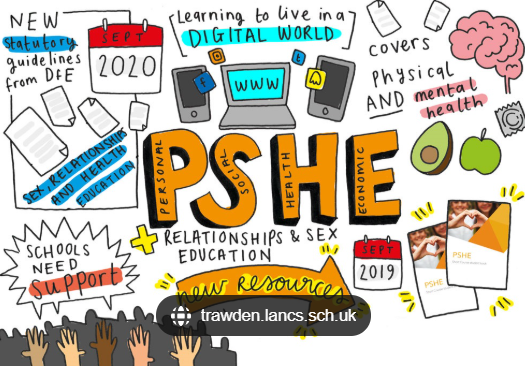 NEW
statutory
guidelines
from DfE
SEPT
2020
SEX, RELATIONSHIPS
AND HEALTH
EDUCATION
Learning to live in a
DIGITAL WORLD
WWW
f
t
COVERS
physical
AND mental
health
PSHE
PERSONAL
SOCIAL
HEALTH
ECONOMIC
+ RELATIONSHIPS & SEX
EDUCATION
SCHOOLS
NEED
support
new resources
SEPT
2019
PSHE
PSHE
trawden.lancs.sch.uk